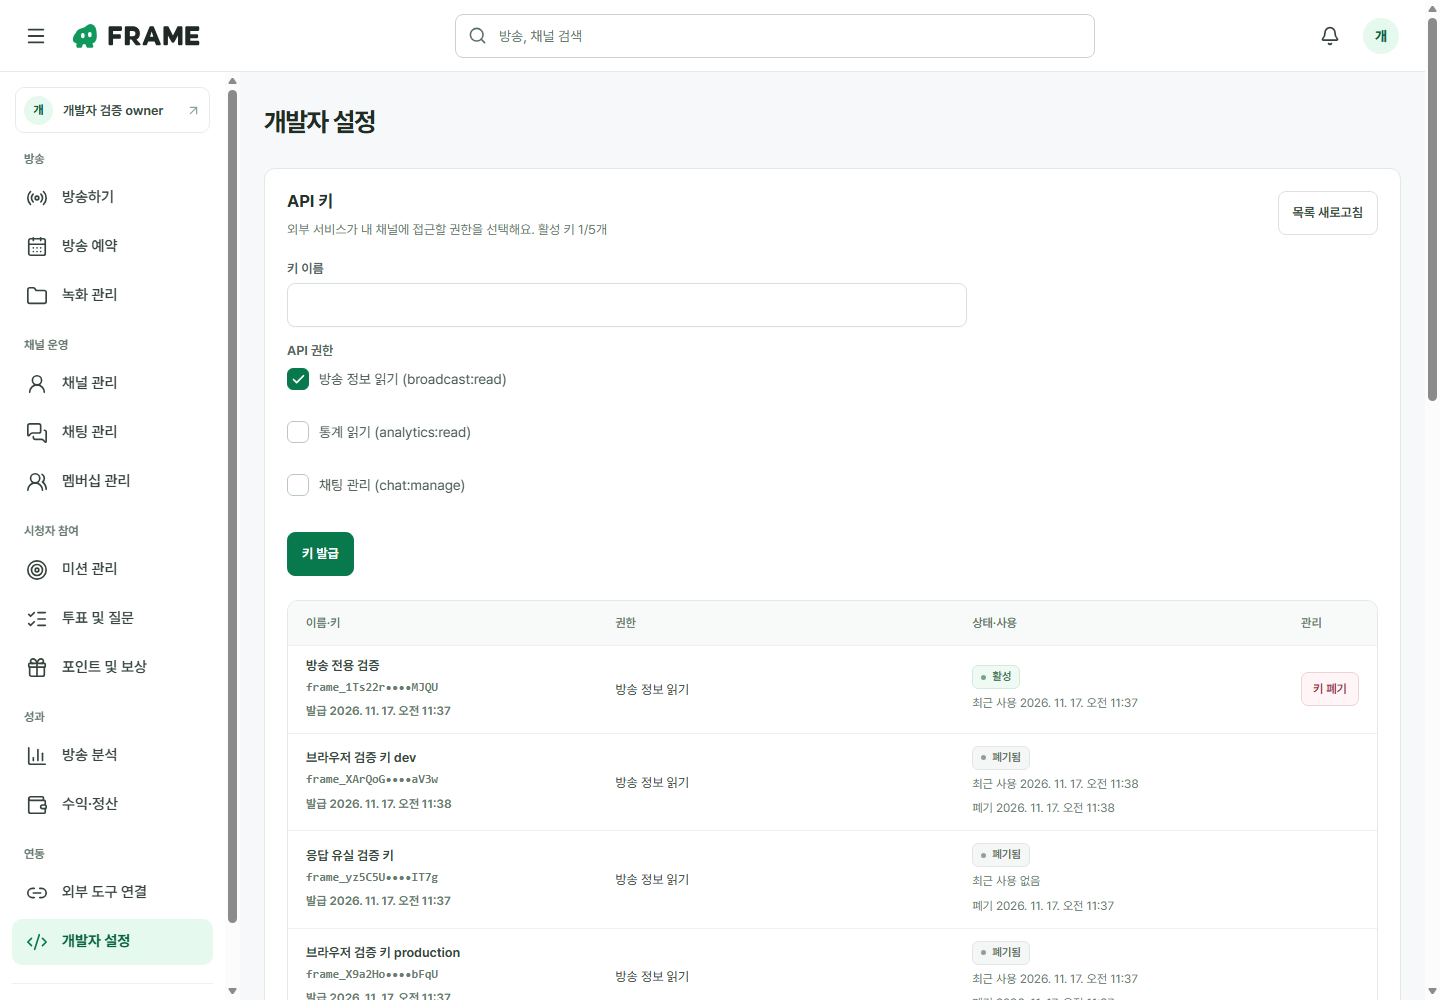 FRAME
방송, 채널 검색
개
개
개발자 검증 owner
방송
방송하기
방송 예약
녹화 관리
채널 운영
채널 관리
채팅 관리
멤버십 관리
시청자 참여
미션 관리
투표 및 질문
포인트 및 보상
성과
방송 분석
수익·정산
연동
외부 도구 연결
개발자 설정
개발자 설정
API 키
외부 서비스가 내 채널에 접근할 권한을 선택해요. 활성 키 1/5개
목록 새로고침
키 이름
API 권한
방송 정보 읽기 (broadcast:read)
통계 읽기 (analytics:read)
채팅 관리 (chat:manage)
키 발급
이름·키 권한 상태·사용 관리
방송 전용 검증
frame_1Ts22r••••MJQU
발급 2026. 11. 17. 오전 11:37
방송 정보 읽기
활성
최근 사용 2026. 11. 17. 오전 11:37
키 폐기
브라우저 검증 키 dev
frame_XArQoG••••aV3w
발급 2026. 11. 17. 오전 11:38
방송 정보 읽기
폐기됨
최근 사용 2026. 11. 17. 오전 11:38
폐기 2026. 11. 17. 오전 11:38
응답 유실 검증 키
frame_yz5C5U••••IT7g
발급 2026. 11. 17. 오전 11:37
방송 정보 읽기
폐기됨
최근 사용 없음
폐기 2026. 11. 17. 오전 11:37
브라우저 검증 키 production
frame_X9a2Ho••••bFqU
발급 2026. 11. 17. 오전 11:37
방송 정보 읽기
폐기됨
최근 사용 2026. 11. 17. 오전 11:37